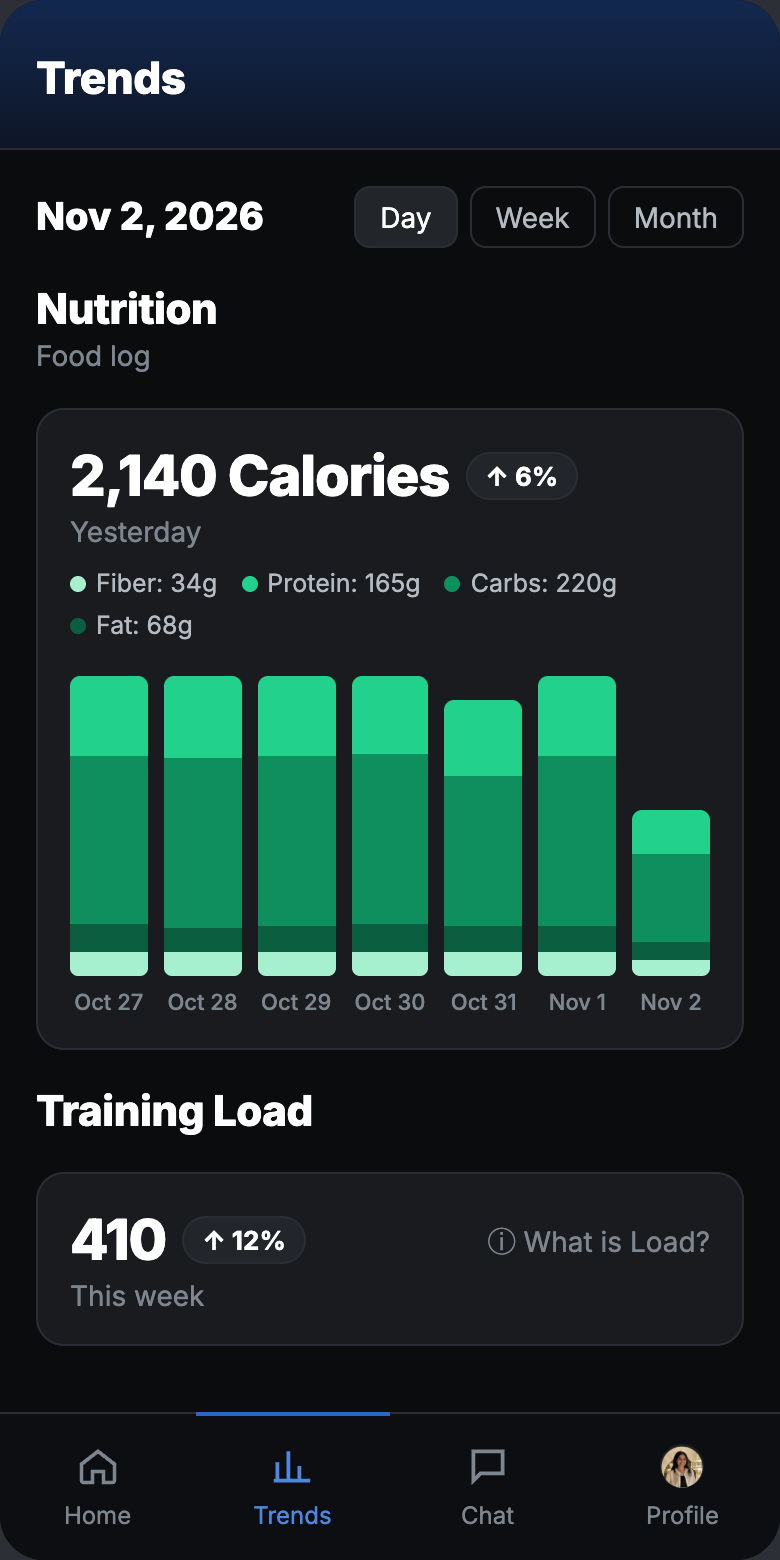 Trends
Nov 2, 2026 Day Week Month
Nutrition
Food log
2,140 Calories ↑ 6%
Yesterday
Fiber: 34g Protein: 165g Carbs: 220g
Fat: 68g
Oct 27 Oct 28 Oct 29 Oct 30 Oct 31 Nov 1 Nov 2
Training Load
410 ↑ 12% ⓘ What is Load?
This week
Home Trends Chat Profile